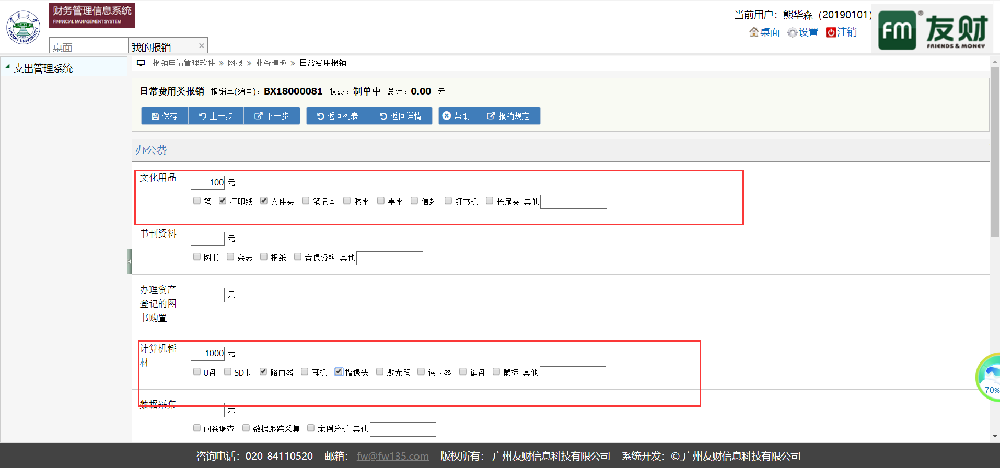 财务管理信息系统
FINANCIAL MANAGEMENT SYSTEM
YUNNAN UNIVERSITY
当前用户：熊华森（20190101）
桌面 设置 注销
fm® 友财
FRIENDS & MONEY
桌面 我的报销 ×
支出管理系统
报销申请管理软件 » 网报 » 业务模板 » 日常费用报销
日常费用类报销 报销单(编号)：BX18000081 状态：制单中 总计：0.00 元
保存 上一步 下一步 返回列表 返回详情 帮助 报销规定
办公费
文化用品 100 元
笔 打印纸 文件夹 笔记本 胶水 墨水 信封 钉书机 长尾夹 其他
书刊资料 元
图书 杂志 报纸 音像资料 其他
办理资产
登记的图
书购置
元
计算机耗
材
1000 元
U盘 SD卡 路由器 耳机 摄像头 激光笔 读卡器 键盘 鼠标 其他
数据采集 元
问卷调查 数据跟踪采集 案例分析 其他
70%
咨询电话：020-84110520 邮箱：fw@fw135.com 版权所有：广州友财信息科技有限公司 系统开发：© 广州友财信息科技有限公司